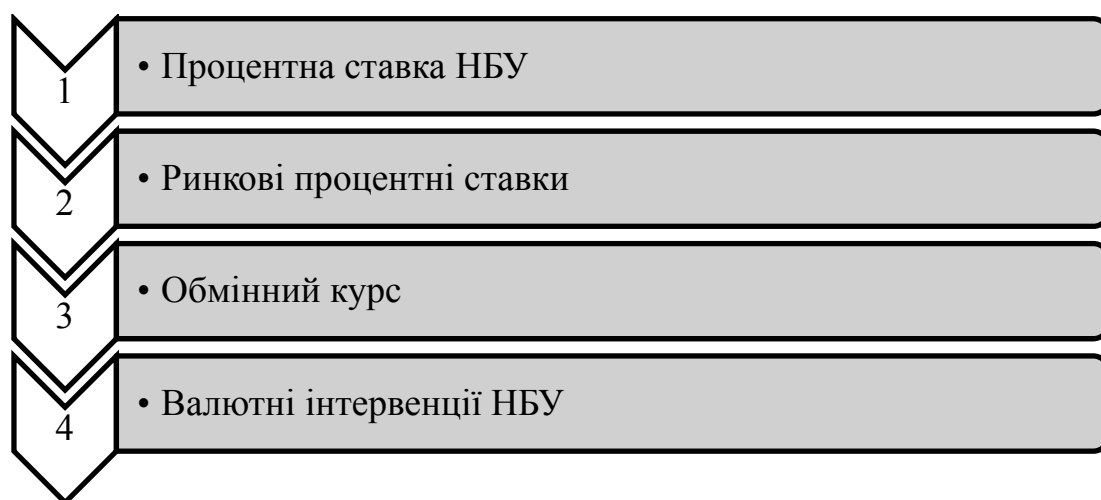 1
• Процентна ставка НБУ
2
• Ринкові процентні ставки
3
• Обмінний курс
4
• Валютні інтервенції НБУ